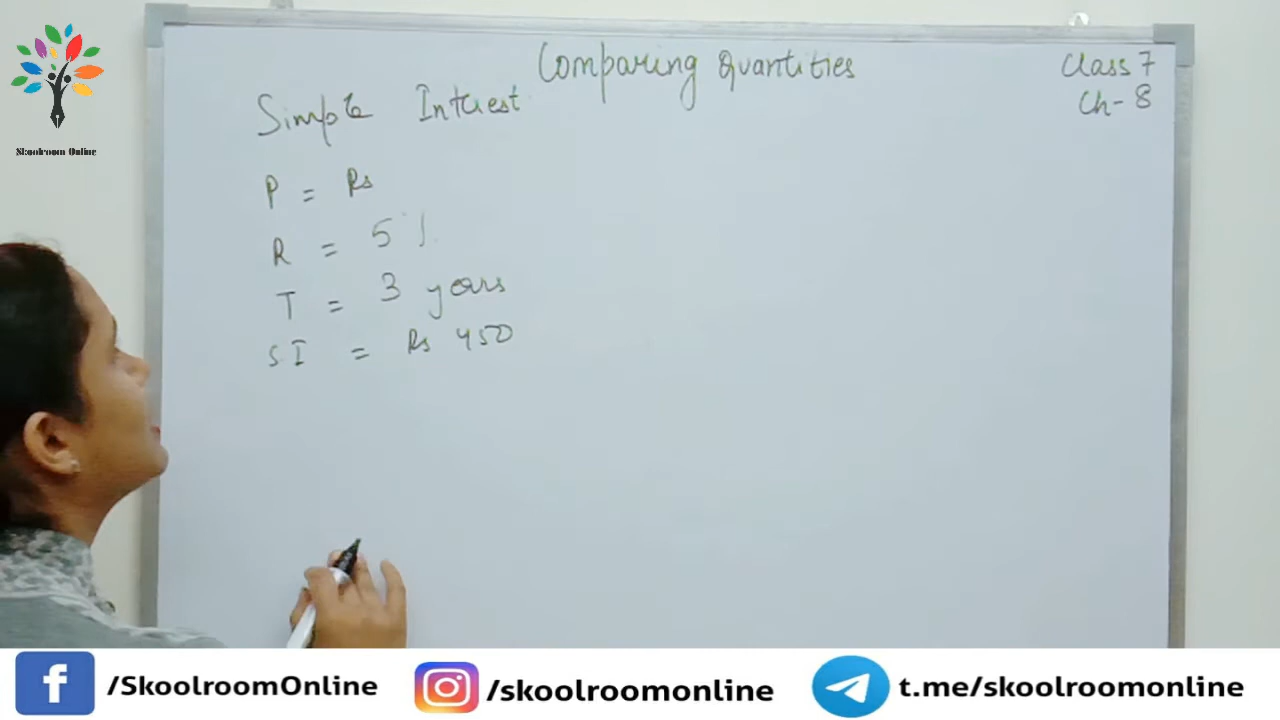 Comparing Quantities
Class 7
Ch- 8
Simple Interest
P = Rs
R = 5 %
T = 3 years
SI = Rs 450
Skoolroom Online
/SkoolroomOnline
/skoolroomonline
t.me/skoolroomonline